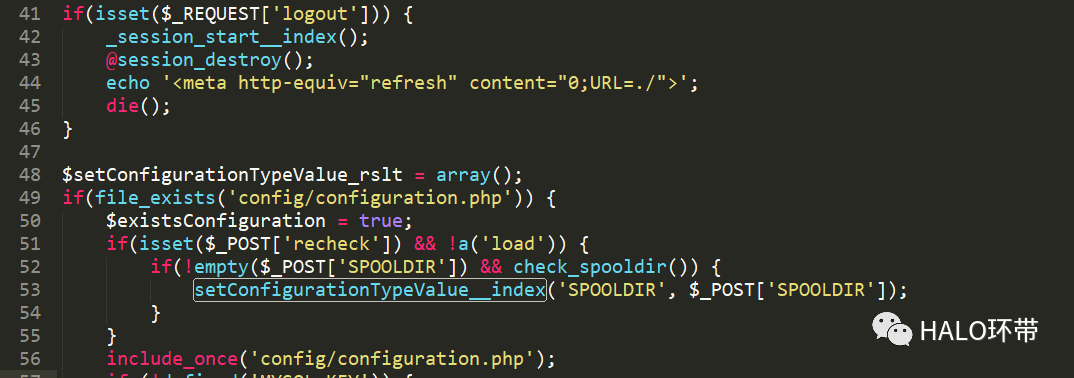 41 if(isset($_REQUEST['logout'])) {
42     _session_start__index();
43     @session_destroy();
44     echo '<meta http-equiv="refresh" content="0;URL=./">';
45     die();
46 }
47
48 $setConfigurationTypeValue_rslt = array();
49 if(file_exists('config/configuration.php')) {
50     $existsConfiguration = true;
51     if(isset($_POST['recheck']) && !a('load')) {
52         if(!empty($_POST['SPOOLDIR']) && check_spooldir()) {
53             setConfigurationTypeValue__index('SPOOLDIR', $_POST['SPOOLDIR']);
54         }
55     }
56     include_once('config/configuration.php');
HALO环带